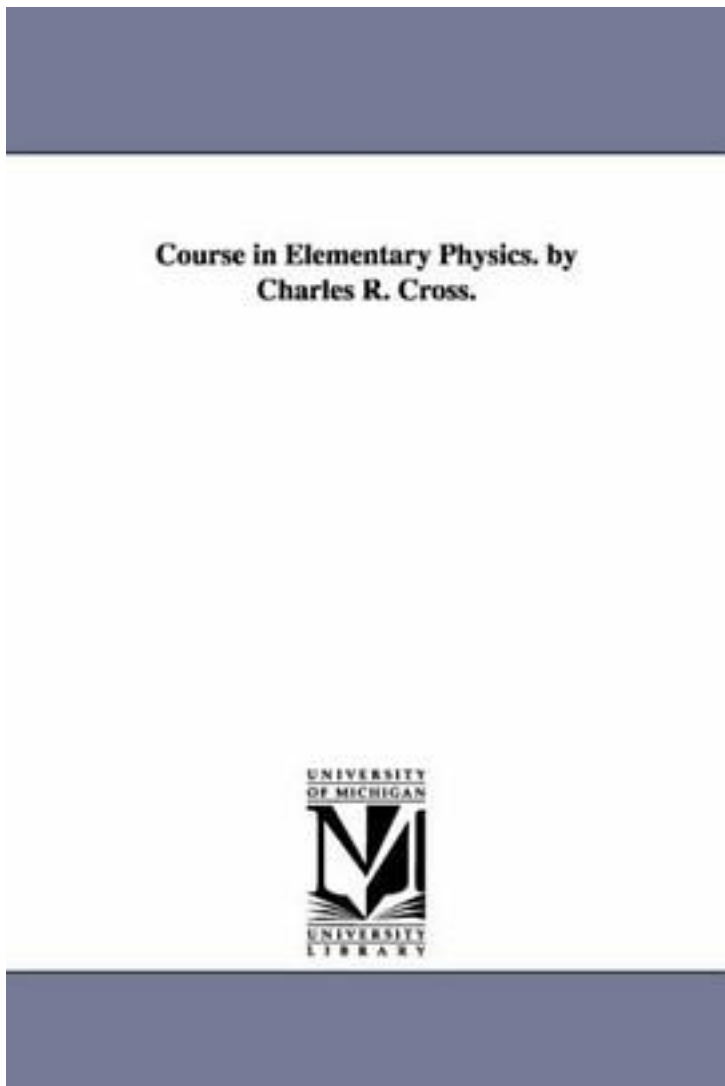 Course in Elementary Physics. by
Charles R. Cross.
UNIVERSITY
OF MICHIGAN
UNIVERSITY
LIBRARY